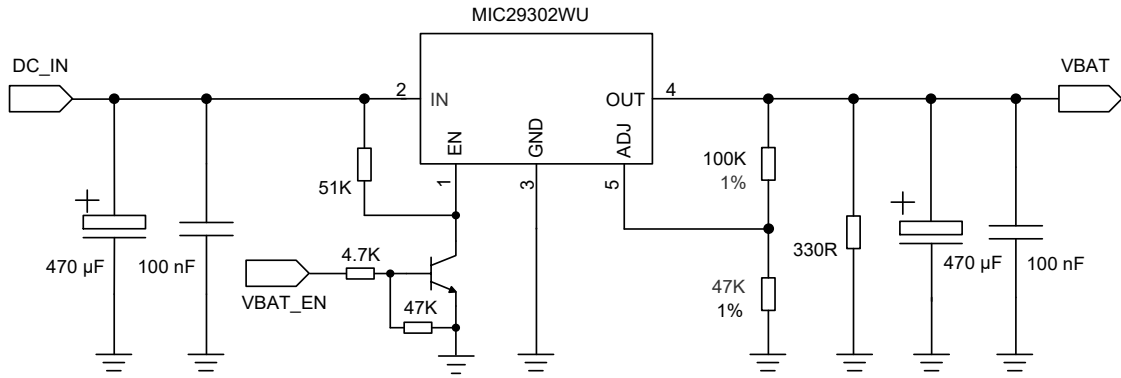 MIC29302WU
DC_IN
VBAT
2
IN
OUT
4
EN
GND
ADJ
1
3
5
51K
100K
1%
470 µF
100 nF
4.7K
VBAT_EN
47K
47K
1%
330R
470 µF
100 nF